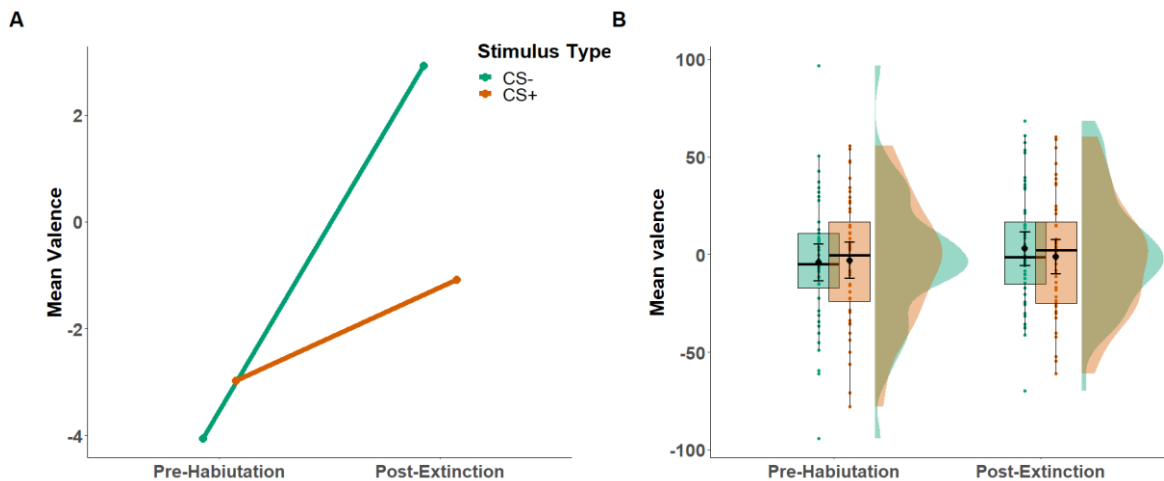 A
Mean Valence
2
0
-2
-4
Pre-Habiutation
Post-Extinction
Stimulus Type
CS-
CS+
B
Mean valence
100
50
0
-50
-100
Pre-Habiutation
Post-Extinction